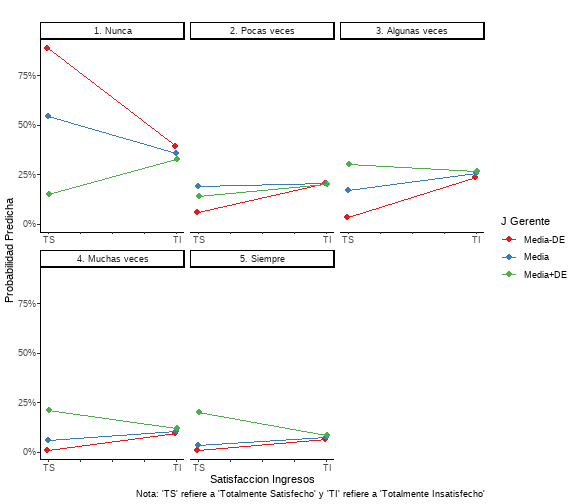 1. Nunca
2. Pocas veces
3. Algunas veces
75%
50%
25%
0%
TS
TI
TS
TI
TS
TI
Probabilidad Predicha
J Gerente
Media-DE
Media
Media+DE
4. Muchas veces
5. Siempre
75%
50%
25%
0%
TS
TI
TS
TI
Satisfaccion Ingresos
Nota: 'TS' refiere a 'Totalmente Satisfecho' y 'TI' refiere a 'Totalmente Insatisfecho'